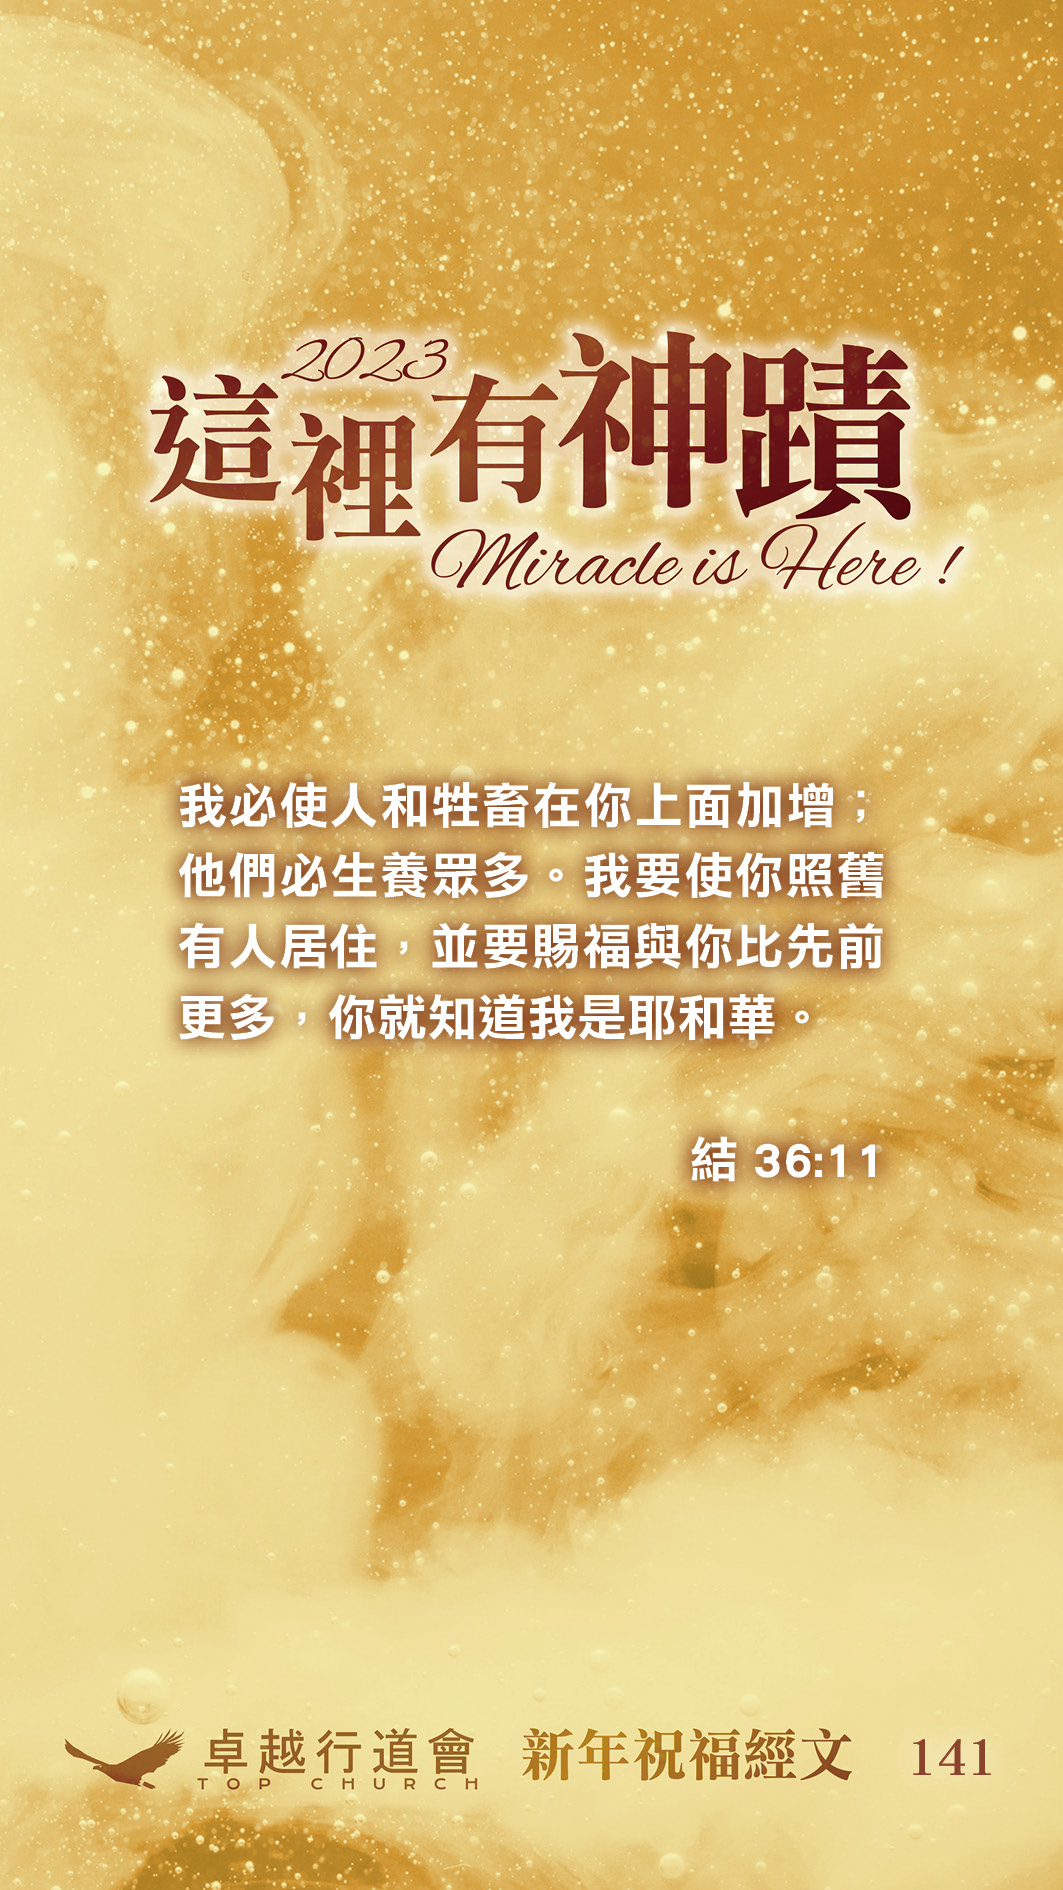 2023
這裡有神蹟
Miracle is Here !
我必使人和牲畜在你上面加增；
他們必生養眾多。我要使你照舊
有人居住，並要賜福與你比先前
更多，你就知道我是耶和華。
結 36:11
卓越行道會 新年祝福經文 141
TOP CHURCH